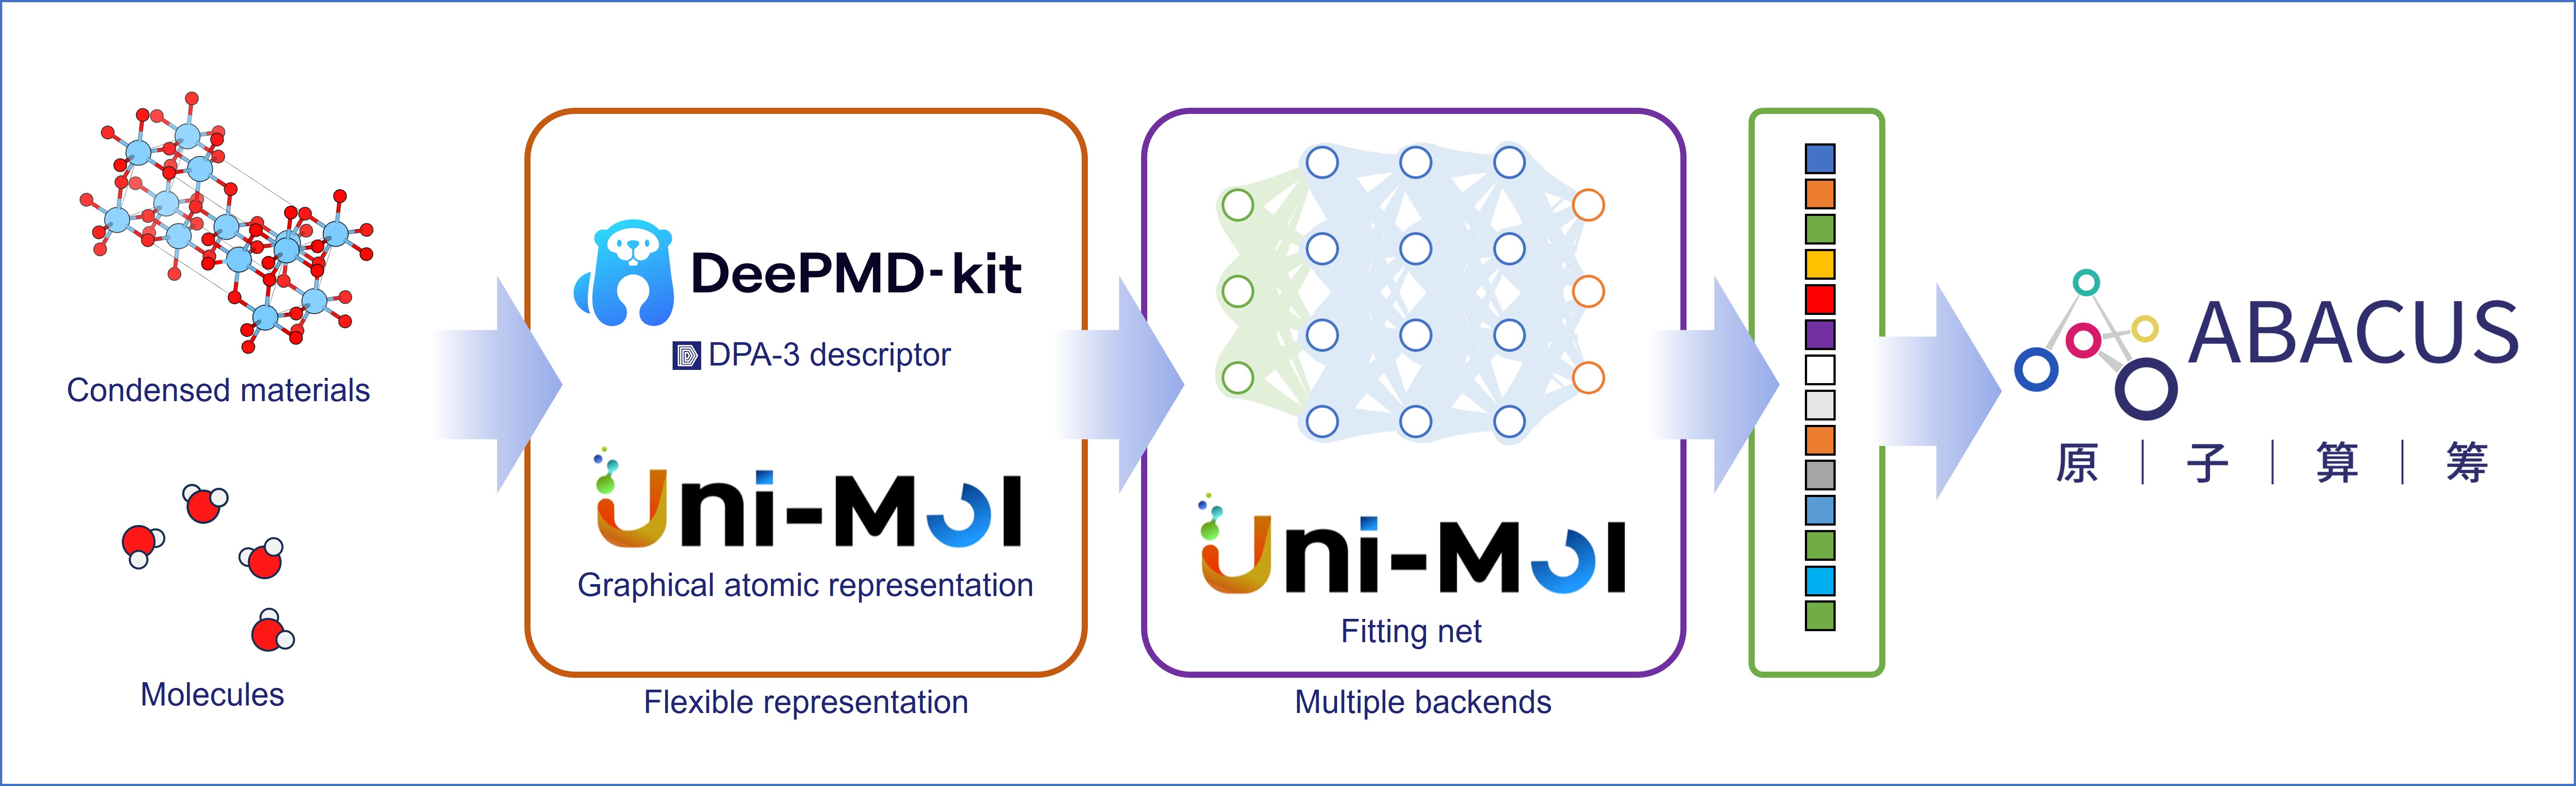 Condensed materials
Molecules
DeePMD-kit
DPA-3 descriptor
Uni-Mol
Graphical atomic representation
Flexible representation
Uni-Mol
Fitting net
Multiple backends
ABACUS
原｜子｜算｜筹